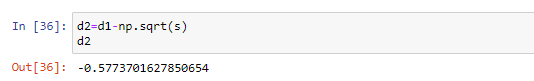 In [36]: d2=d1-np.sqrt(s)
d2
Out[36]: -0.5773701627850654